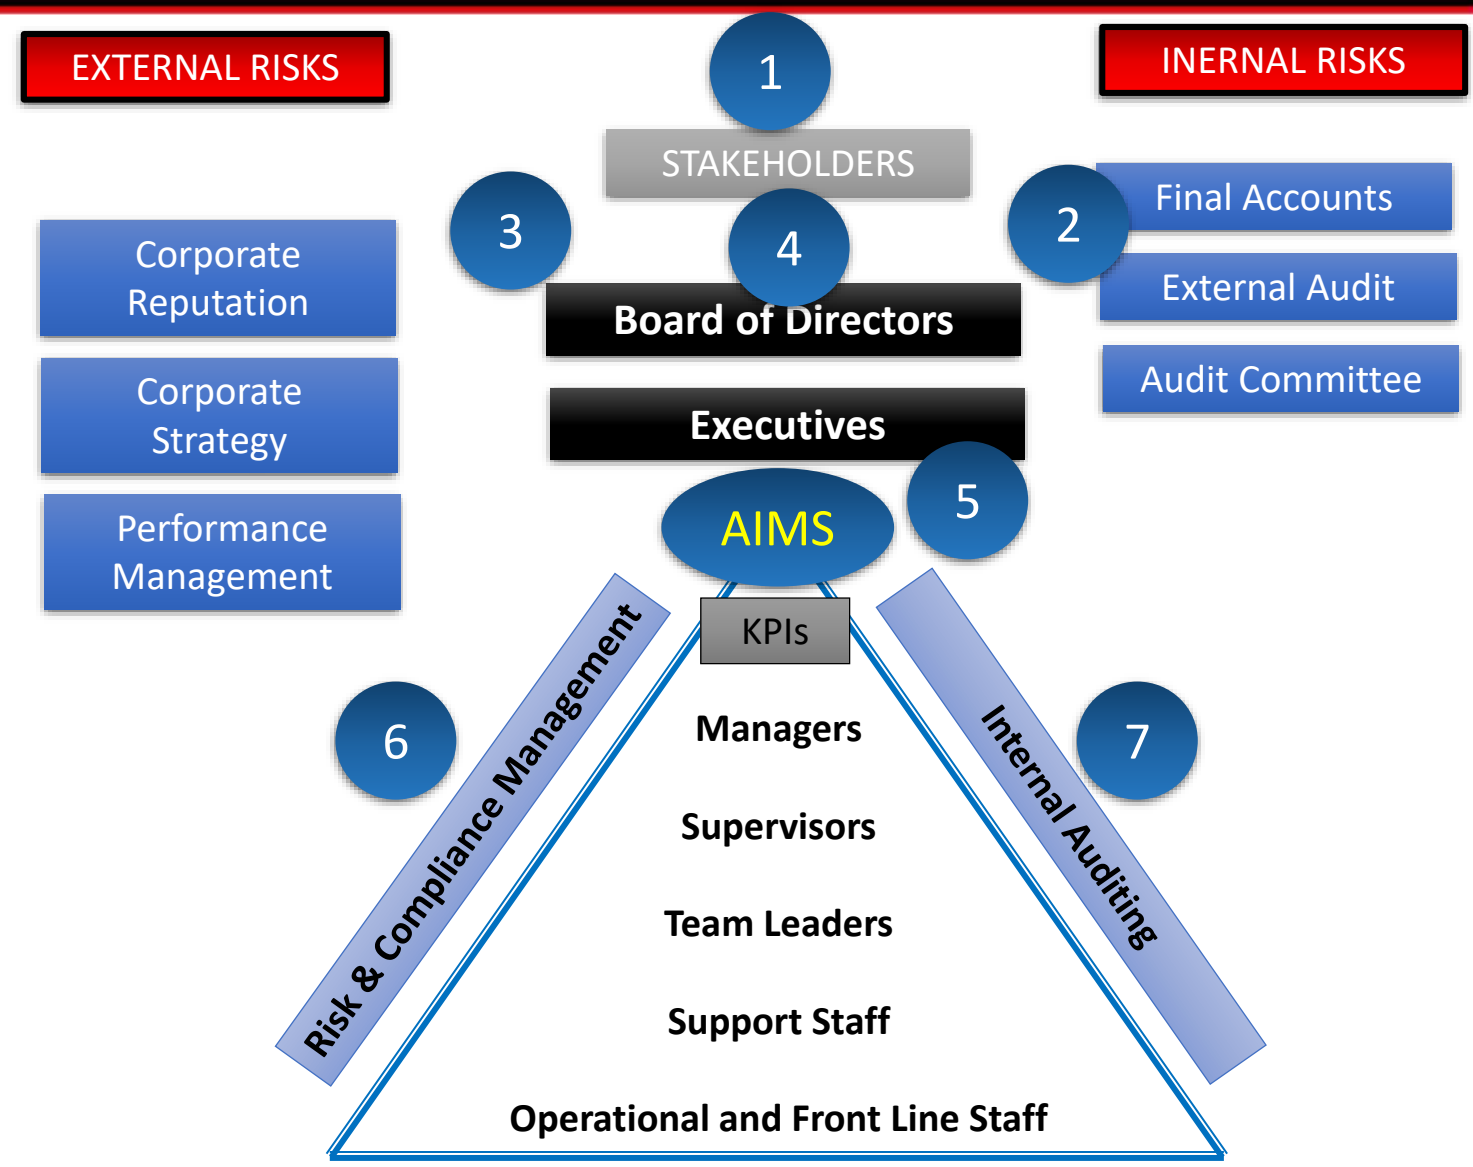 EXTERNAL RISKS
1
INERNAL RISKS
STAKEHOLDERS
Final Accounts
3
4
2
Corporate
Reputation
External Audit
Board of Directors
Audit Committee
Corporate
Strategy
Executives
5
AIMS
Performance
Management
KPIs
6
Risk & Compliance Management
Managers
Internal Auditing
7
Supervisors
Team Leaders
Support Staff
Operational and Front Line Staff